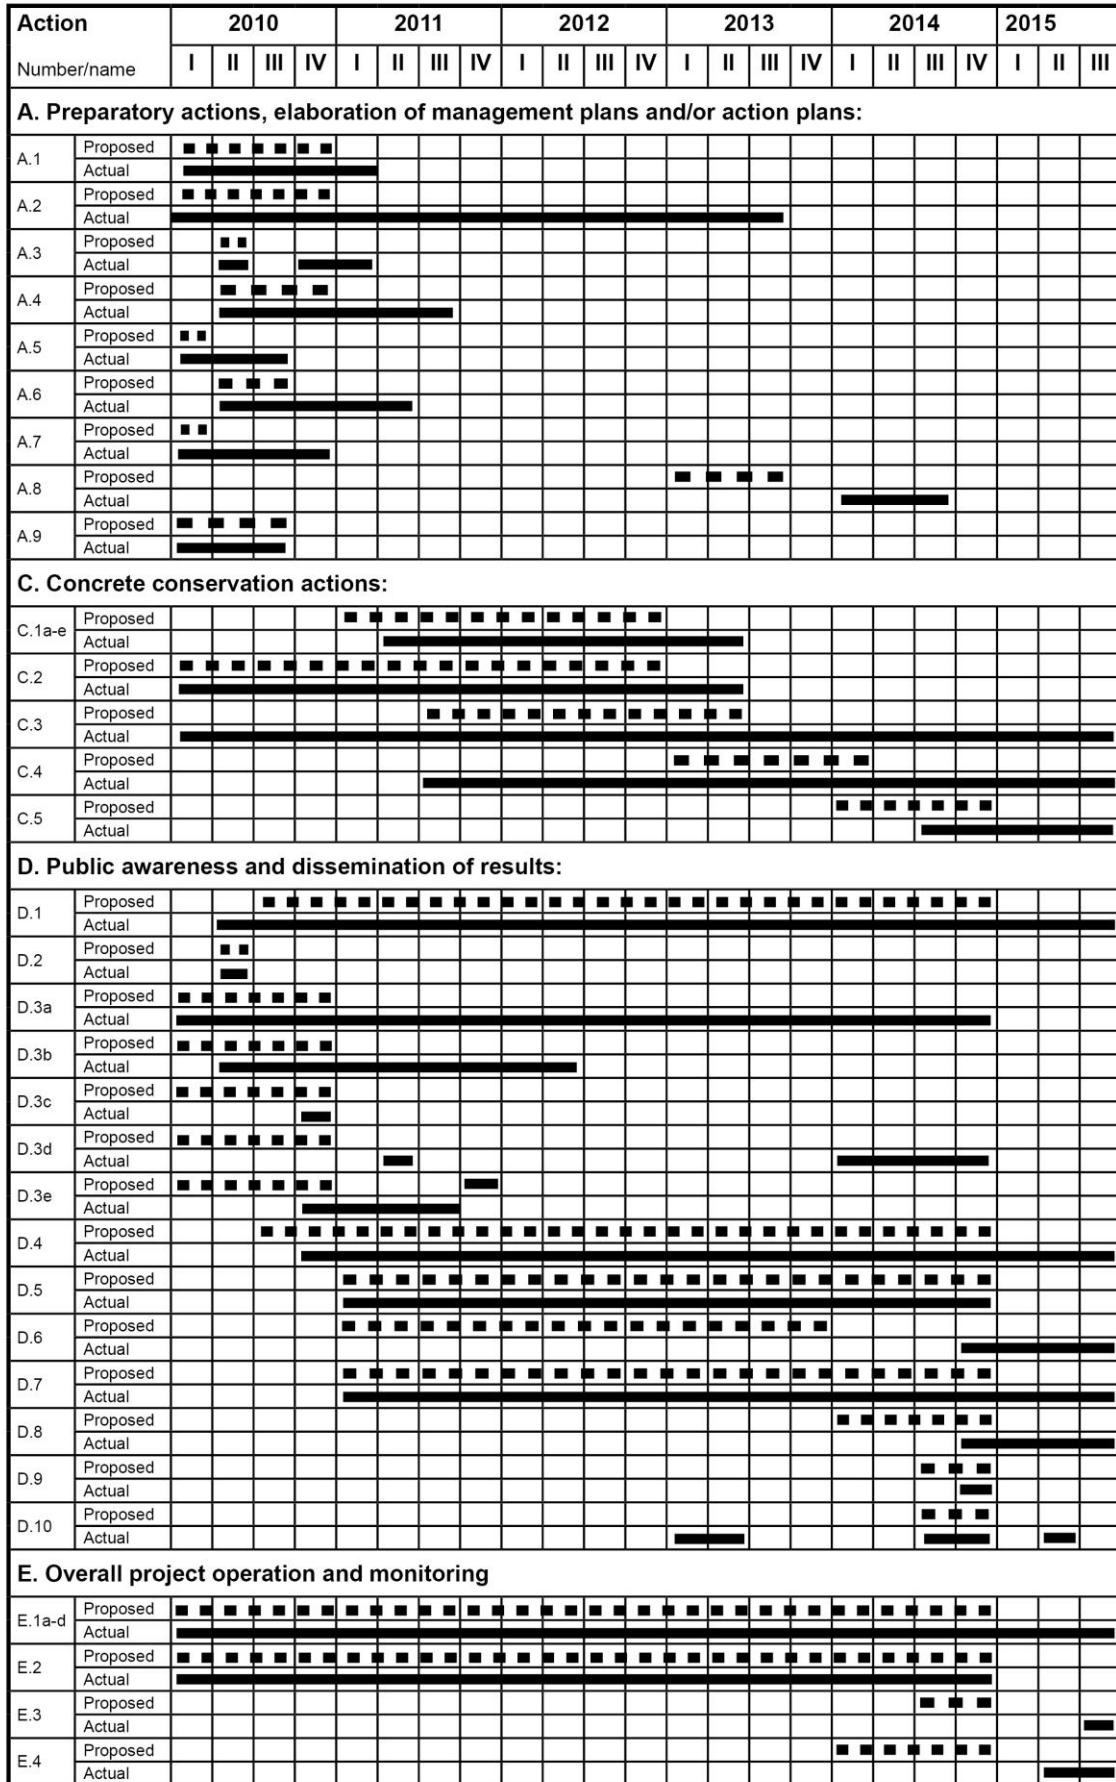 Action 2010 2011 2012 2013 2014 2015
Number/name I II III IV I II III IV I II III IV I II III IV I II III IV I II III
A. Preparatory actions, elaboration of management plans and/or action plans:
A.1 Proposed
Actual
A.2 Proposed
Actual
A.3 Proposed
Actual
A.4 Proposed
Actual
A.5 Proposed
Actual
A.6 Proposed
Actual
A.7 Proposed
Actual
A.8 Proposed
Actual
A.9 Proposed
Actual
C. Concrete conservation actions:
C.1a-e Proposed
Actual
C.2 Proposed
Actual
C.3 Proposed
Actual
C.4 Proposed
Actual
C.5 Proposed
Actual
D. Public awareness and dissemination of results:
D.1 Proposed
Actual
D.2 Proposed
Actual
D.3a Proposed
Actual
D.3b Proposed
Actual
D.3c Proposed
Actual
D.3d Proposed
Actual
D.3e Proposed
Actual
D.4 Proposed
Actual
D.5 Proposed
Actual
D.6 Proposed
Actual
D.7 Proposed
Actual
D.8 Proposed
Actual
D.9 Proposed
Actual
D.10 Proposed
Actual
E. Overall project operation and monitoring
E.1a-d Proposed
Actual
E.2 Proposed
Actual
E.3 Proposed
Actual
E.4 Proposed
Actual